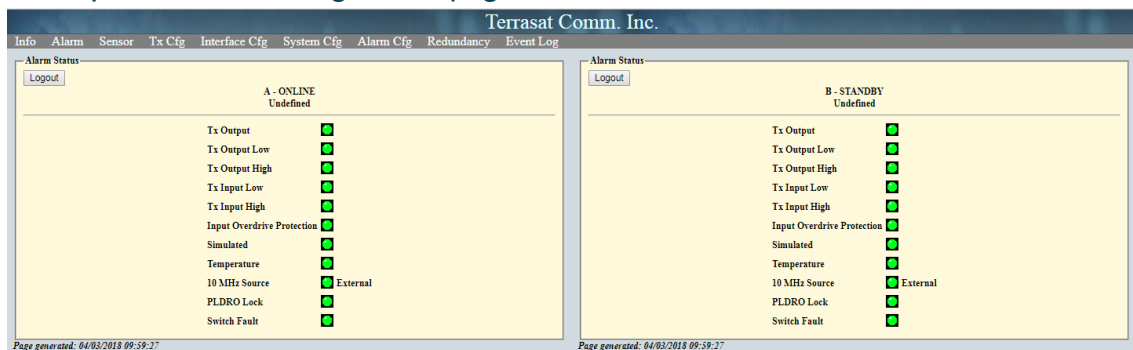 Terrasat Comm. Inc.
Info Alarm Sensor Tx Cfg Interface Cfg System Cfg Alarm Cfg Redundancy Event Log
Alarm Status
Logout
A - ONLINE
Undefined
Tx Output
Tx Output Low
Tx Output High
Tx Input Low
Tx Input High
Input Overdrive Protection
Simulated
Temperature
10 MHz Source External
PLDRO Lock
Switch Fault
Page generated: 04/03/2018 09:59:27
Alarm Status
Logout
B - STANDBY
Undefined
Tx Output
Tx Output Low
Tx Output High
Tx Input Low
Tx Input High
Input Overdrive Protection
Simulated
Temperature
10 MHz Source External
PLDRO Lock
Switch Fault
Page generated: 04/03/2018 09:59:27